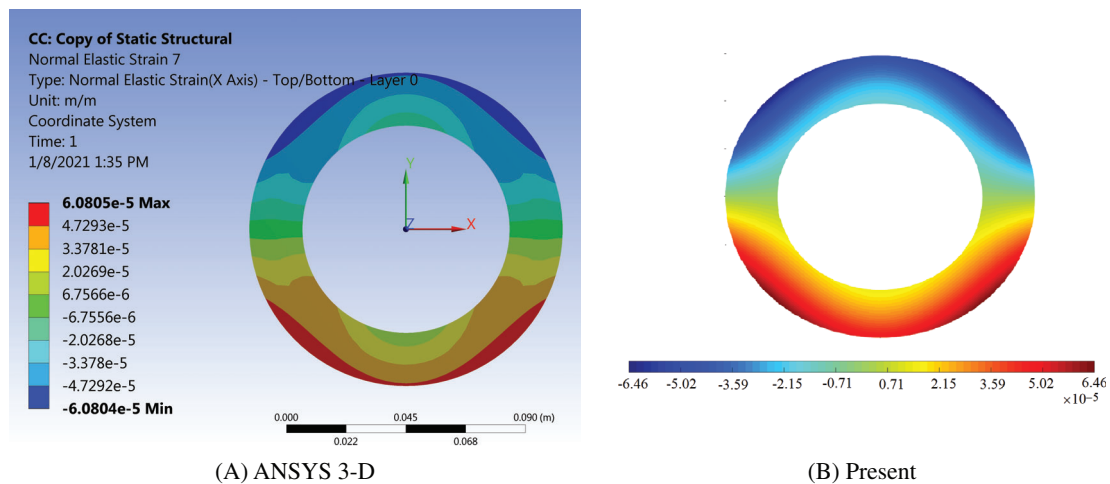 CC: Copy of Static Structural
Normal Elastic Strain 7
Type: Normal Elastic Strain(X Axis) - Top/Bottom - Layer 0
Unit: m/m
Coordinate System
Time: 1
1/8/2021 1:35 PM
6.0805e-5 Max
4.7293e-5
3.3781e-5
2.0269e-5
6.7566e-6
-6.7556e-6
-2.0268e-5
-3.378e-5
-4.7292e-5
-6.0804e-5 Min
Y
Z
X
0.000 0.045 0.090 (m)
0.022 0.068
-6.46 -5.02 -3.59 -2.15 -0.71 0.71 2.15 3.59 5.02 6.46
×10⁻⁵
(A) ANSYS 3-D
(B) Present